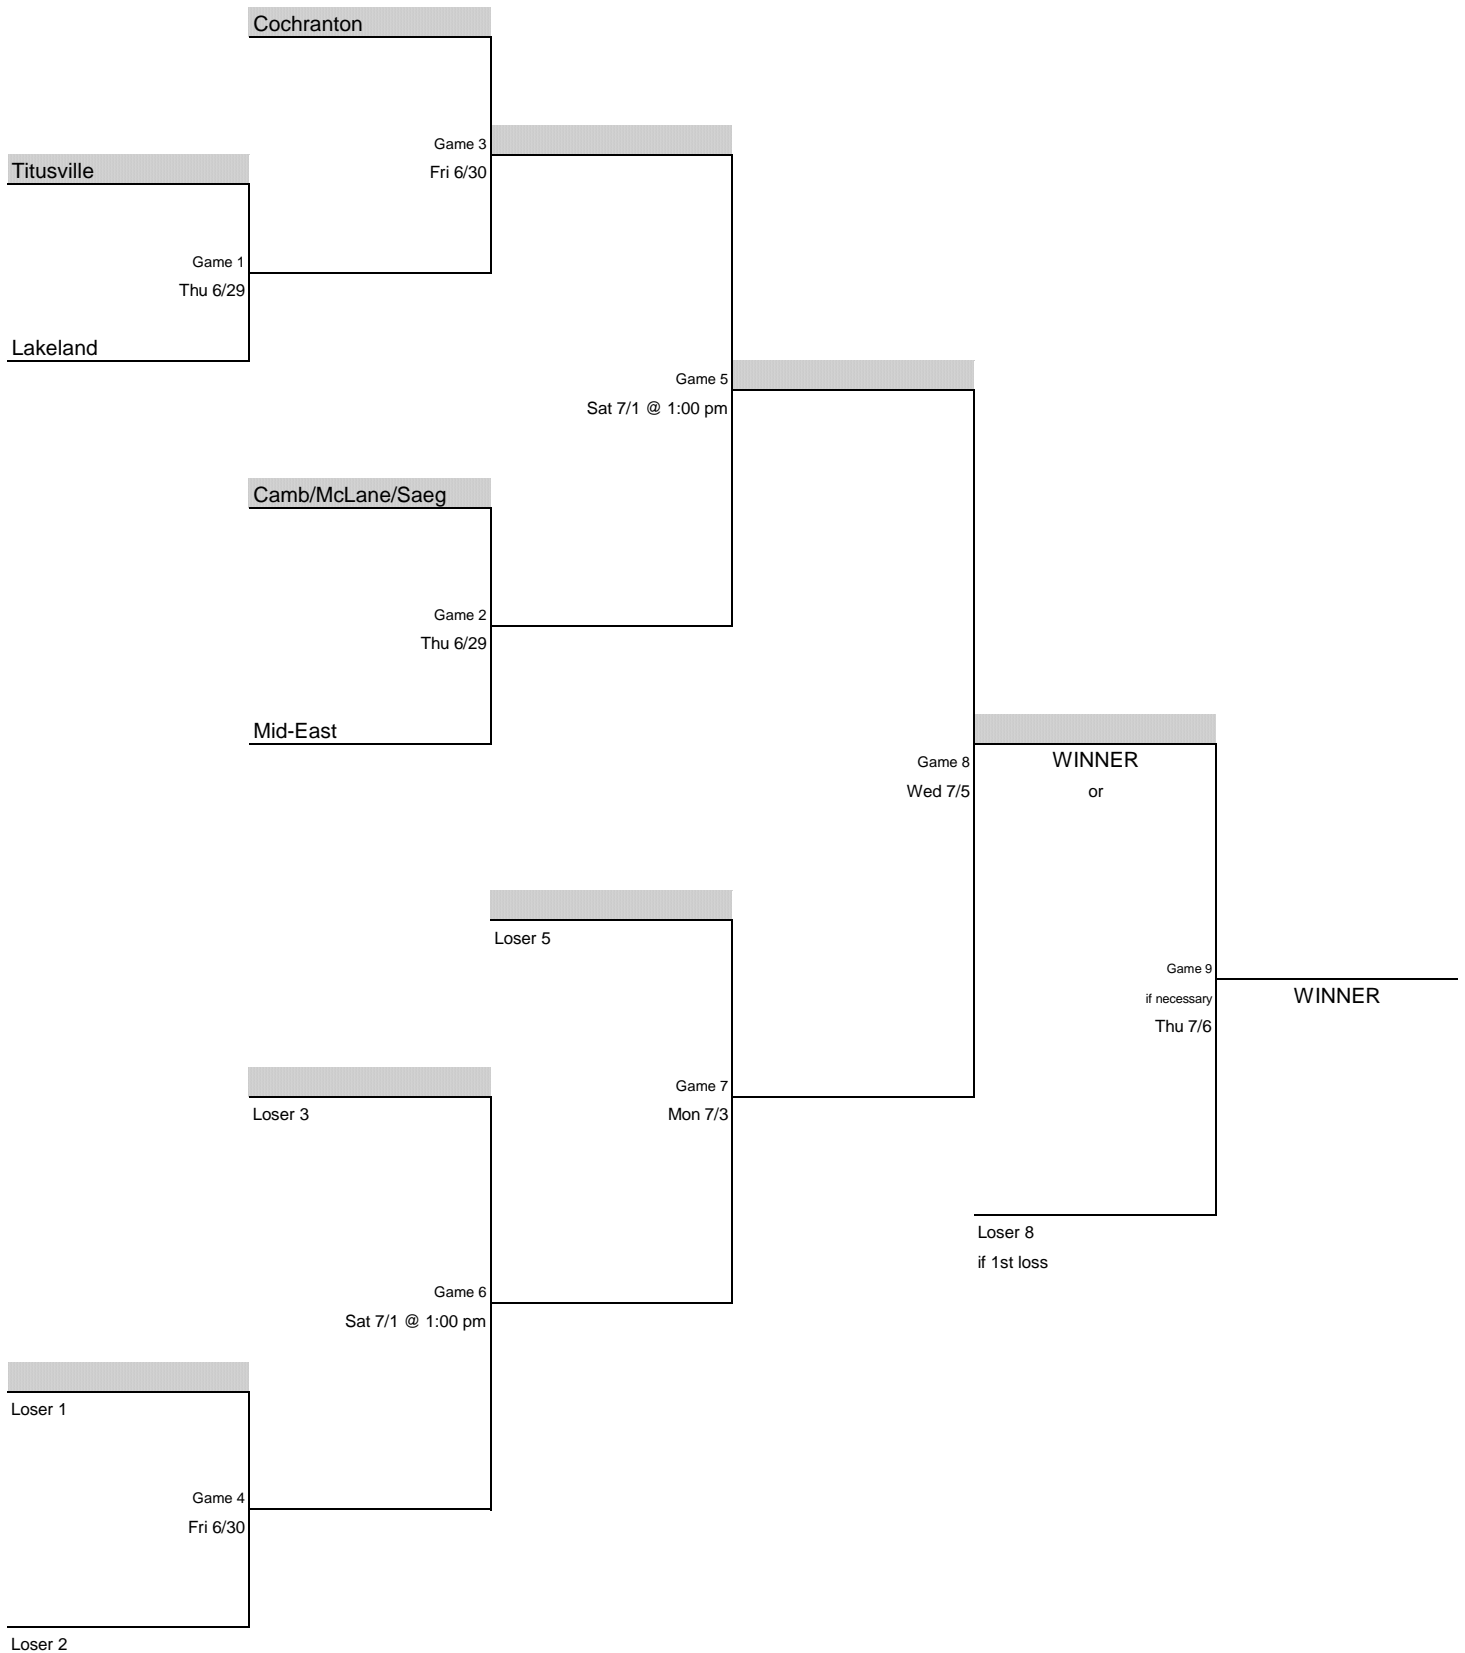 Cochranton
Game 3
Fri 6/30
Titusville
Game 1
Thu 6/29
Lakeland
Game 5
Sat 7/1 @ 1:00 pm
Camb/McLane/Saeg
Game 2
Thu 6/29
Mid-East
Game 8
WINNER
Wed 7/5
or
Loser 5
Game 9
if necessary
WINNER
Thu 7/6
Game 7
Loser 3
Mon 7/3
Loser 8
if 1st loss
Game 6
Sat 7/1 @ 1:00 pm
Loser 1
Game 4
Fri 6/30
Loser 2